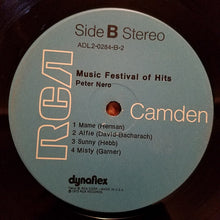 Side B Stereo
ADL2-0284-B-2
Music Festival of Hits
Peter Nero
RCA
Camden
1 Mame (Herman)
2 Alfie (David-Bacharach)
3 Sunny (Hebb)
4 Misty (Garner)
dynaflex